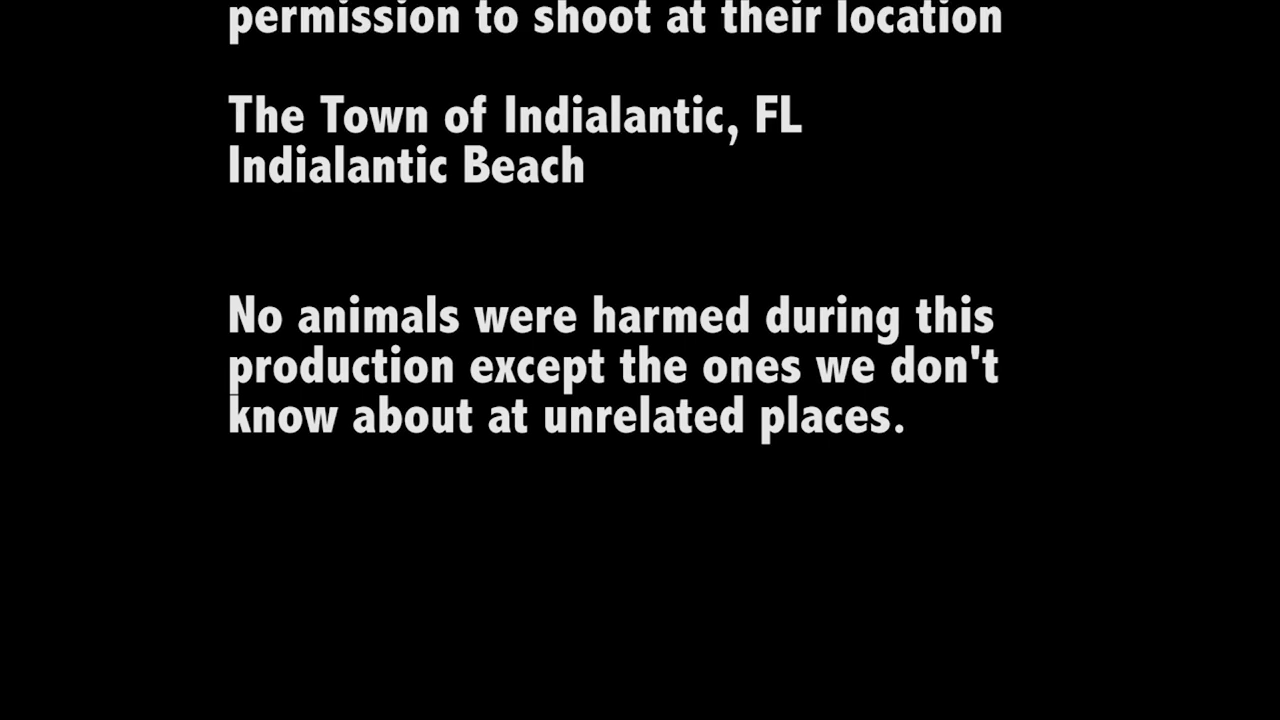 permission to shoot at their location
The Town of Indialantic, FL
Indialantic Beach
No animals were harmed during this
production except the ones we don't
know about at unrelated places.